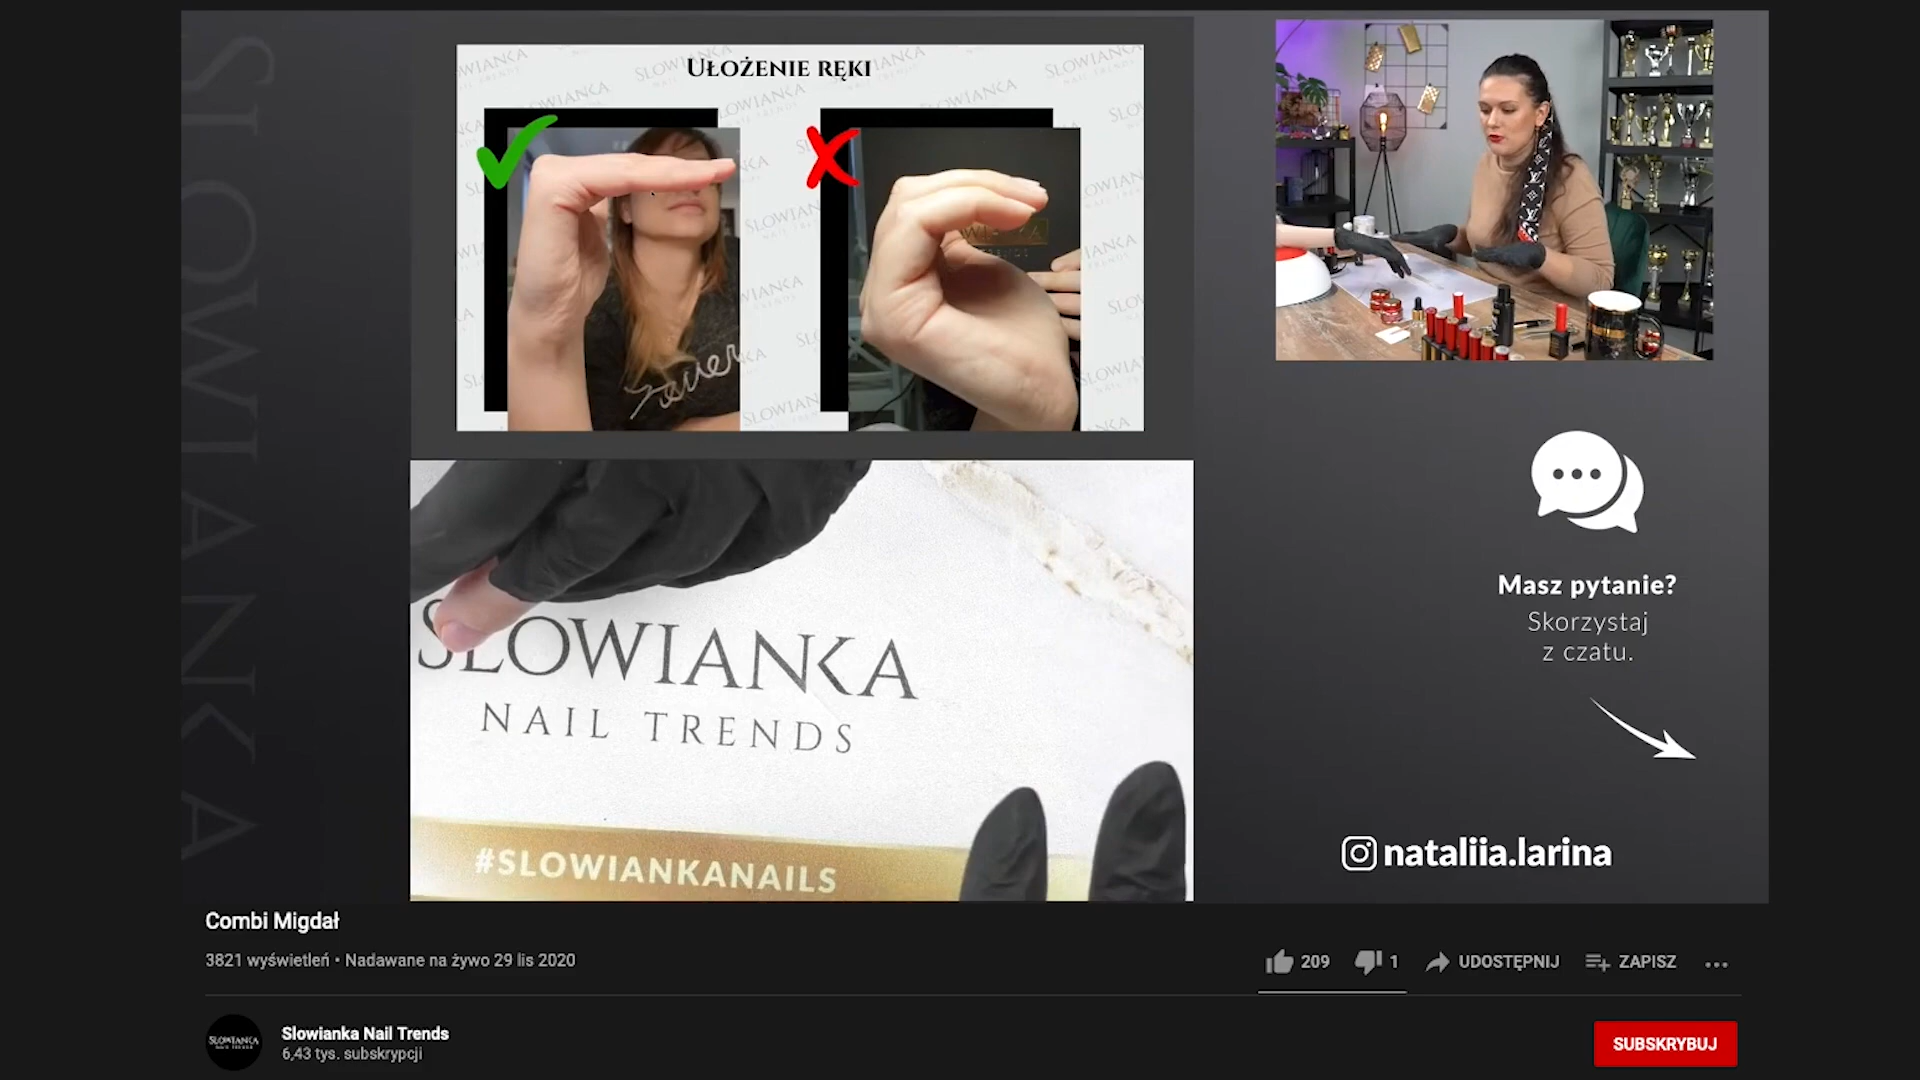 SLOWIANKA
UŁOŻENIE RĘKI
SLOWIANKA
NAIL TRENDS
#SLOWIANKANAILS
Masz pytanie?
Skorzystaj
z czatu.
nataliia.larina
Combi Migdał
3821 wyświetleń • Nadawane na żywo 29 lis 2020
209
1
UDOSTĘPNIJ
ZAPISZ
SLOWIANKA
Slowianka Nail Trends
6,43 tys. subskrypcji
SUBSKRYBUJ